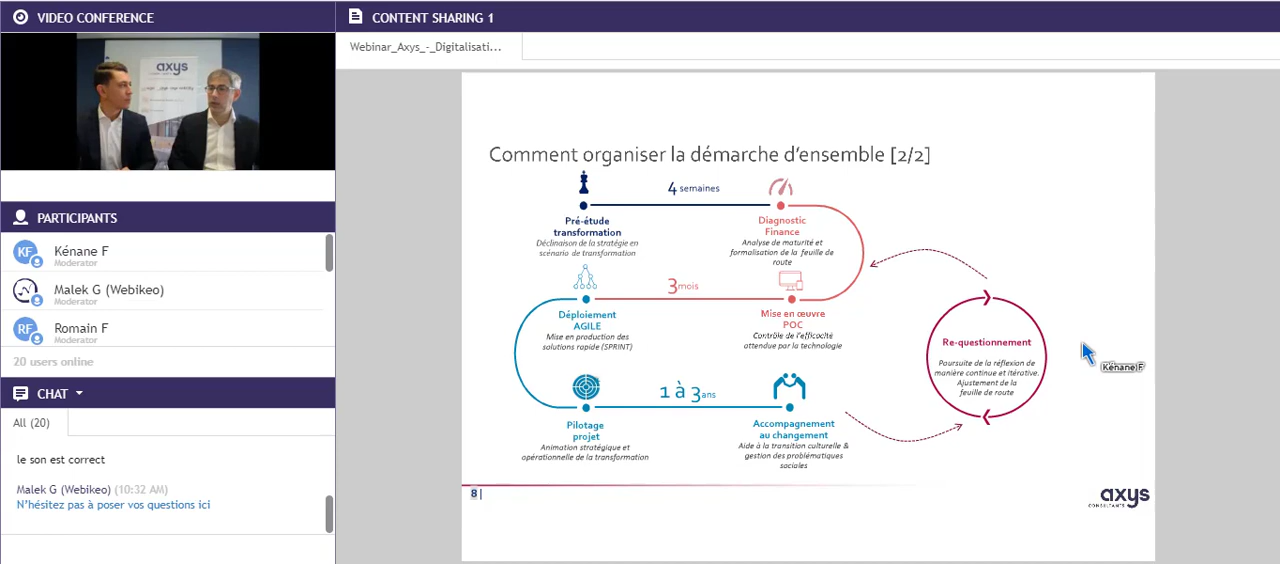 VIDEO CONFERENCE
axys
PARTICIPANTS
KF
Kénane F
Moderator
Malek G (Webikeo)
Moderator
RF
Romain F
Moderator
20 users online
CHAT
All (20)
le son est correct
Malek G (Webikeo) (10:32 AM)
N'hésitez pas à poser vos questions ici
CONTENT SHARING 1
Webinar_Axys_-_Digitalisati...
Comment organiser la démarche d'ensemble [2/2]
4 semaines
Pré-étude
transformation
Déclinaison de la stratégie en
scénario de transformation
Diagnostic
Finance
Analyse de maturité et
formalisation de la feuille de
route
3 mois
Déploiement
AGILE
Mise en production des
solutions rapide (SPRINT)
Mise en œuvre
POC
Contrôle de l'efficacité
attendue par la technologie
1 à 3 ans
Pilotage
projet
Animation stratégique et
opérationnelle de la transformation
Accompagnement
au changement
Aide à la transition culturelle &
gestion des problématiques
sociales
Re-questionnement
Poursuite de la réflexion de
manière continue et itérative.
Ajustement de la
feuille de route
Kénane F
8 |
axys
CONSULTANTS